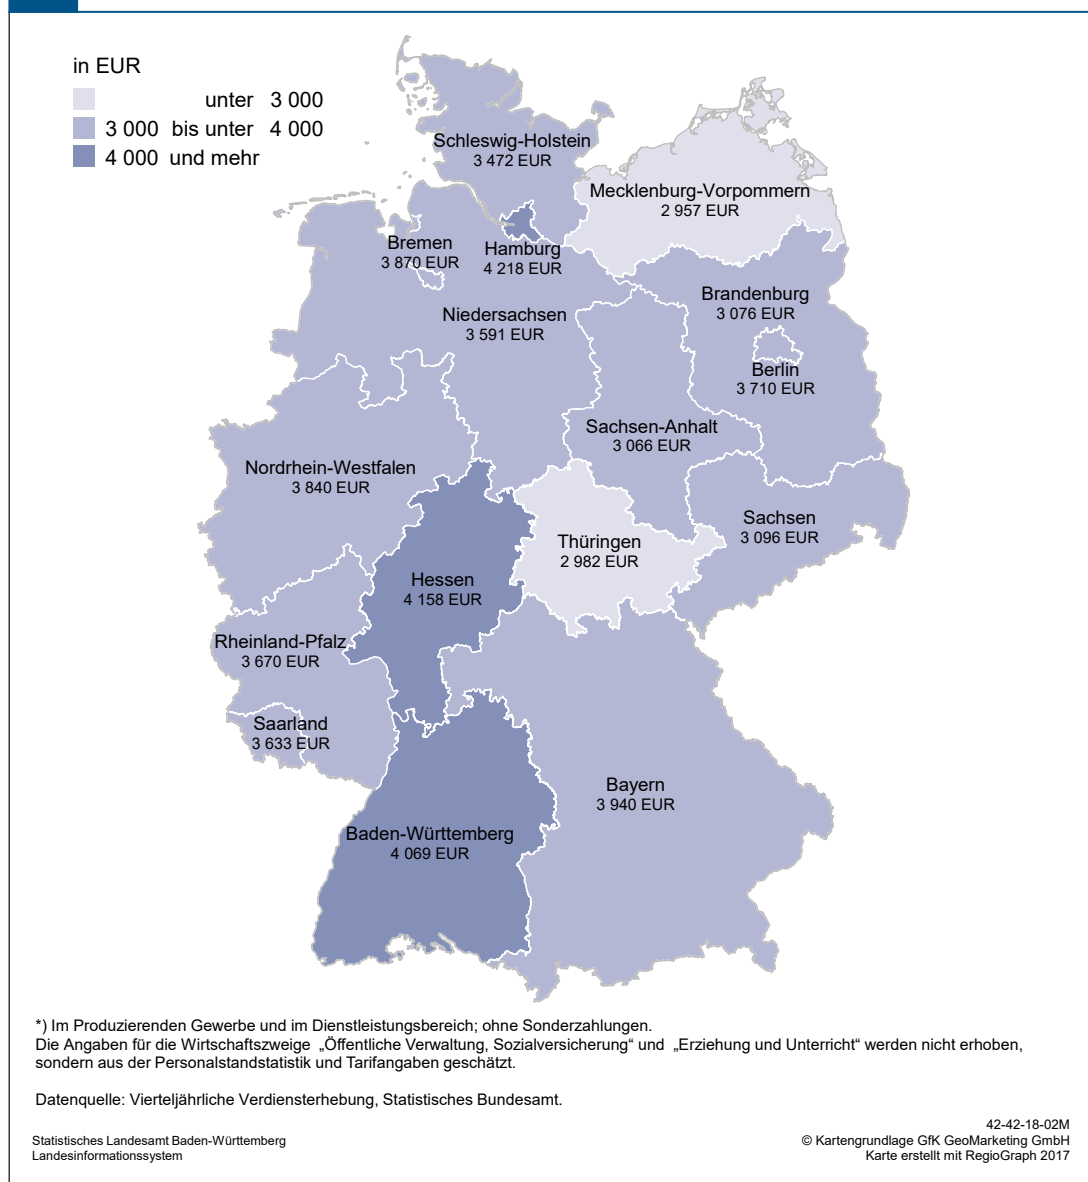 in EUR
unter 3 000
3 000 bis unter 4 000
4 000 und mehr
Schleswig-Holstein
3 472 EUR
Mecklenburg-Vorpommern
2 957 EUR
Bremen
3 870 EUR
Hamburg
4 218 EUR
Brandenburg
3 076 EUR
Niedersachsen
3 591 EUR
Berlin
3 710 EUR
Sachsen-Anhalt
3 066 EUR
Nordrhein-Westfalen
3 840 EUR
Sachsen
3 096 EUR
Thüringen
2 982 EUR
Hessen
4 158 EUR
Rheinland-Pfalz
3 670 EUR
Saarland
3 633 EUR
Bayern
3 940 EUR
Baden-Württemberg
4 069 EUR
*) Im Produzierenden Gewerbe und im Dienstleistungsbereich; ohne Sonderzahlungen.
Die Angaben für die Wirtschaftszweige „Öffentliche Verwaltung, Sozialversicherung“ und „Erziehung und Unterricht“ werden nicht erhoben,
sondern aus der Personalstandstatistik und Tarifangaben geschätzt.
Datenquelle: Vierteljährliche Verdiensterhebung, Statistisches Bundesamt.
42-42-18-02M
Statistisches Landesamt Baden-Württemberg
© Kartengrundlage GfK GeoMarketing GmbH
Landesinformationssystem
Karte erstellt mit RegioGraph 2017